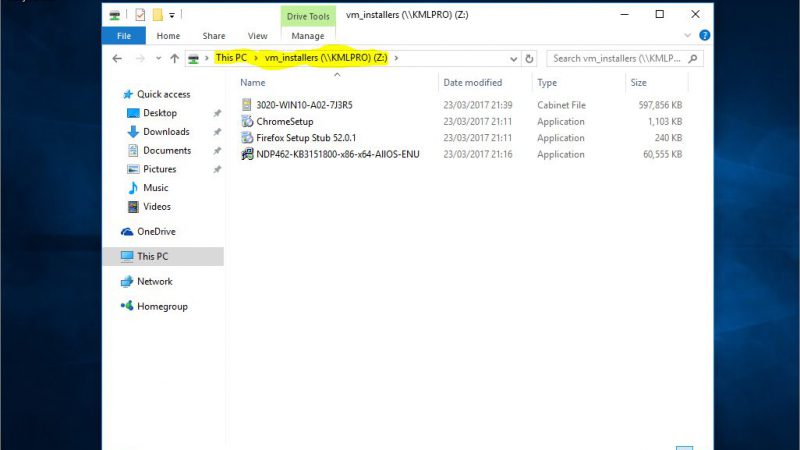 Drive Tools vm_installers (\\KMLPRO) (Z:)
File Home Share View Manage
This PC vm_installers (\\KMLPRO) (Z:) Search vm_installers (\\KMLP...
Name Date modified Type Size
Quick access
Desktop
Downloads
Documents
Pictures
Music
Videos
OneDrive
This PC
Network
Homegroup
3020-WIN10-A02-7J3R5 23/03/2017 21:39 Cabinet File 597,856 KB
ChromeSetup 23/03/2017 21:11 Application 1,103 KB
Firefox Setup Stub 52.0.1 23/03/2017 21:11 Application 240 KB
NDP462-KB3151800-x86-x64-AllOS-ENU 23/03/2017 21:16 Application 60,555 KB